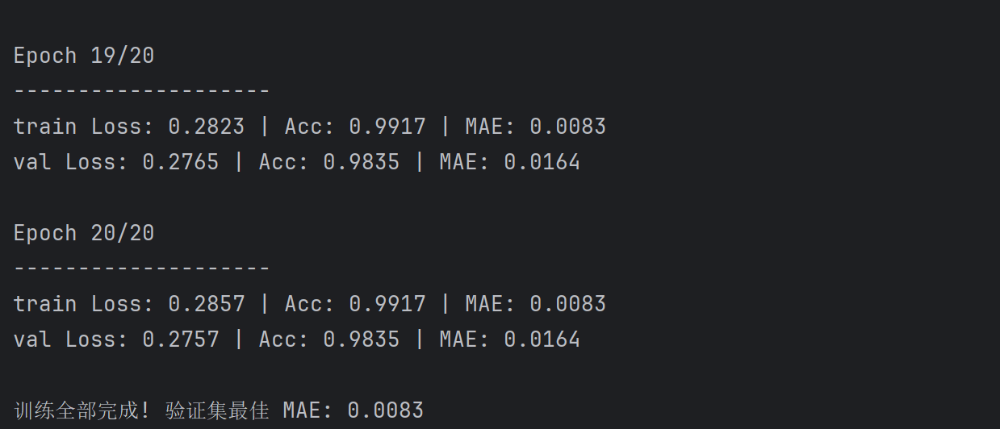 Epoch 19/20
--------------------
train Loss: 0.2823 | Acc: 0.9917 | MAE: 0.0083
val Loss: 0.2765 | Acc: 0.9835 | MAE: 0.0164
Epoch 20/20
--------------------
train Loss: 0.2857 | Acc: 0.9917 | MAE: 0.0083
val Loss: 0.2757 | Acc: 0.9835 | MAE: 0.0164
训练全部完成! 验证集最佳 MAE: 0.0083